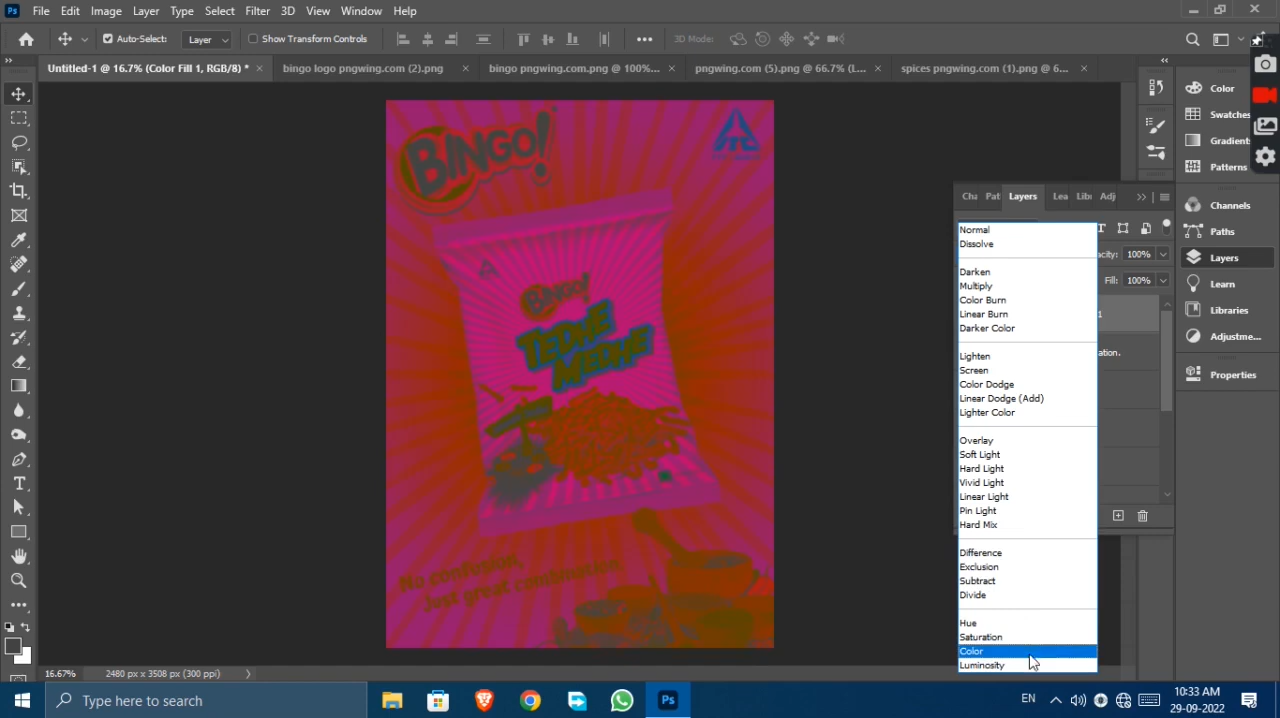 Ps File Edit Image Layer Type Select Filter 3D View Window Help
Auto-Select: Layer Show Transform Controls 3D Mode:
Untitled-1 @ 16.7% (Color Fill 1, RGB/8) * × bingo logo pngwing.com (2).png × bingo pngwing.com.png @ 100%... × pngwing.com (5).png @ 66.7% (L... × spices pngwing.com (1).png @ 6... ×
Color
Swatches
Gradient
Patterns
Channels
Paths
Layers
Learn
Libraries
Adjustme...
Properties
Cha Pat Layers Lea Libr Adj
Normal
Dissolve
Darken
Multiply
Color Burn
Linear Burn
Darker Color
Lighten
Screen
Color Dodge
Linear Dodge (Add)
Lighter Color
Overlay
Soft Light
Hard Light
Vivid Light
Linear Light
Pin Light
Hard Mix
Difference
Exclusion
Subtract
Divide
Hue
Saturation
Color
Luminosity
acity: 100%
Fill: 100%
1
ation.
BINGO!
ITC
BINGO!
TEDHE
MEDHE
No confusion,
Just great combination.
16.67% 2480 px x 3508 px (300 ppi)
Type here to search
EN
10:33 AM
29-09-2022